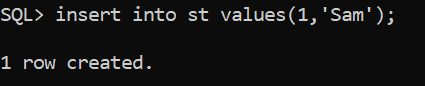 SQL> insert into st values(1,'Sam');
1 row created.